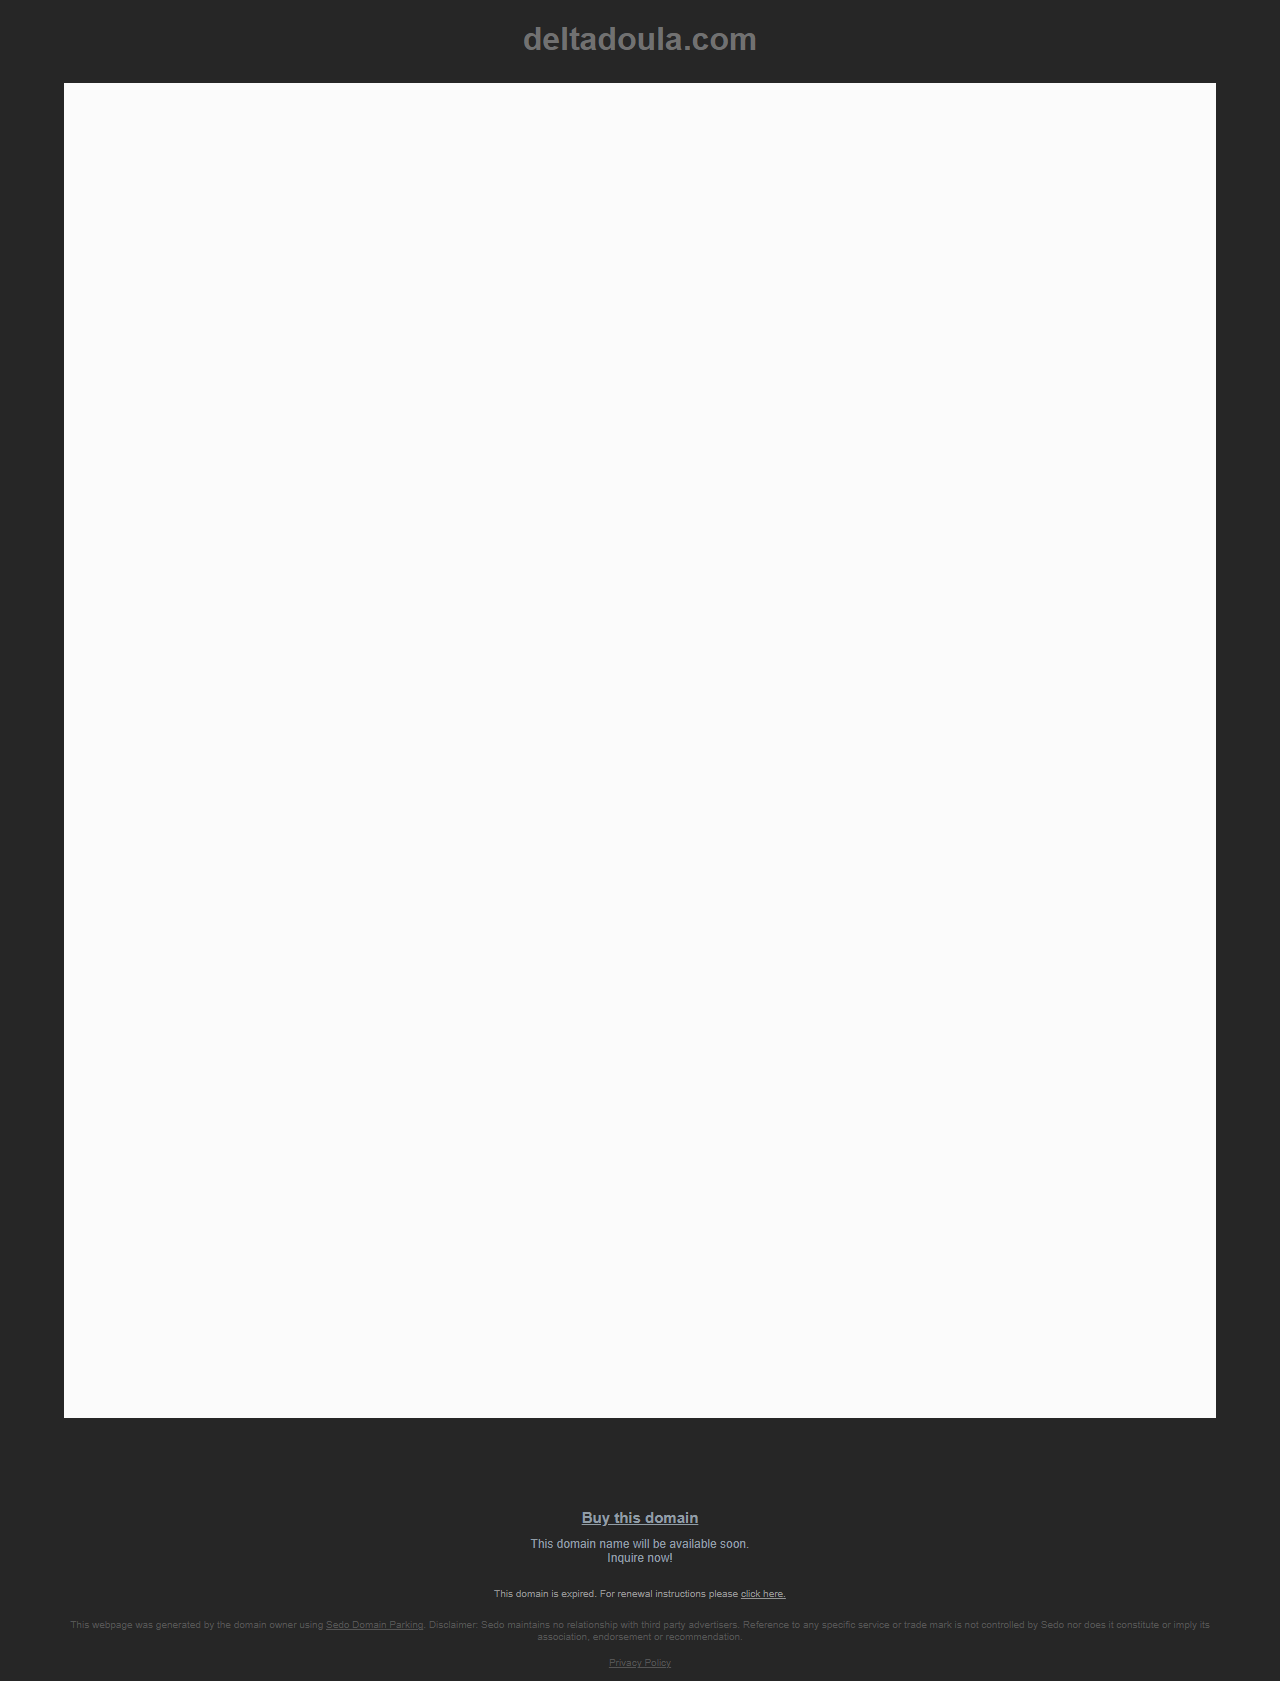 deltadoula.com
Buy this domain
This domain name will be available soon.
Inquire now!
This domain is expired. For renewal instructions please click here.
This webpage was generated by the domain owner using Sedo Domain Parking. Disclaimer: Sedo maintains no relationship with third party advertisers. Reference to any specific service or trade mark is not controlled by Sedo nor does it constitute or imply its
association, endorsement or recommendation.
Privacy Policy